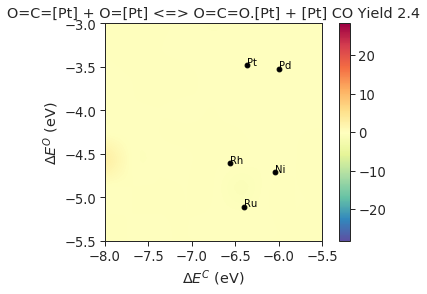 O=C=[Pt] + O=[Pt] <=> O=C=O.[Pt] + [Pt] CO Yield 2.4
−3.0
−3.5
−4.0
−4.5
−5.0
−5.5
ΔE^O (eV)
Pt
Pd
Rh
Ni
Ru
−8.0 −7.5 −7.0 −6.5 −6.0 −5.5
ΔE^C (eV)
20
10
0
−10
−20